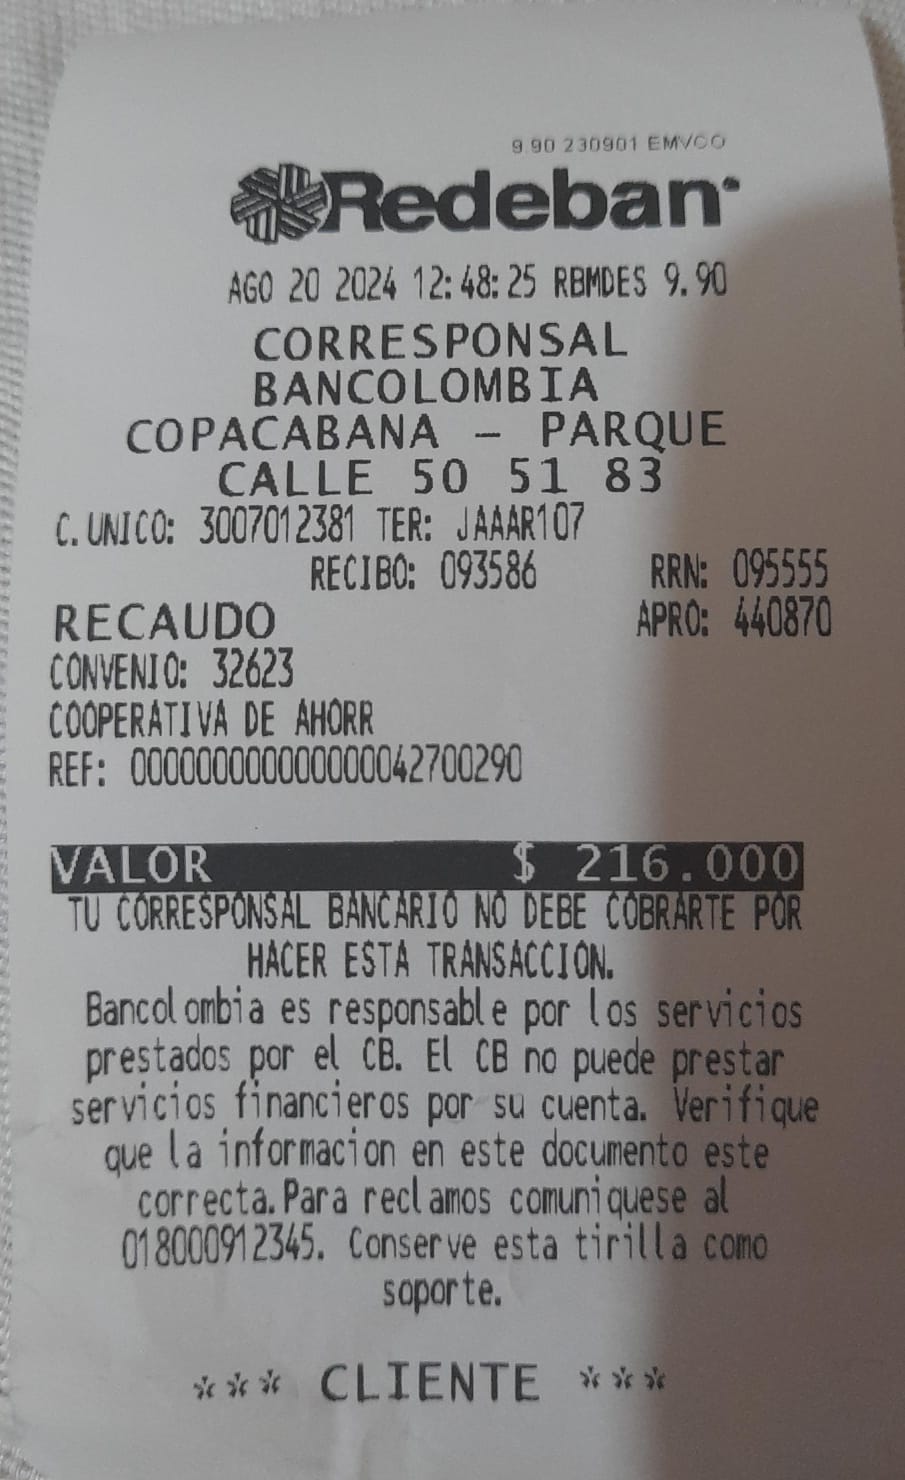 9.90 230901 EMVCO
Redeban
AGO 20 2024 12:48:25 RBMDES 9.90
CORRESPONSAL
BANCOLOMBIA
COPACABANA - PARQUE
CALLE 50 51 83
C. UNICO: 3007012381 TER: JAAAR107
RECIBO: 093586 RRN: 095555
RECAUDO APRO: 440870
CONVENIO: 32623
COOPERATIVA DE AHORR
REF: 000000000000000042700290
VALOR $ 216.000
TU CORRESPONSAL BANCARIO NO DEBE COBRARTE POR
HACER ESTA TRANSACCION.
Bancolombia es responsable por los servicios
prestados por el CB. El CB no puede prestar
servicios financieros por su cuenta. Verifique
que la informacion en este documento este
correcta.Para reclamos comuniquese al
018000912345. Conserve esta tirilla como
soporte.
*** CLIENTE ***